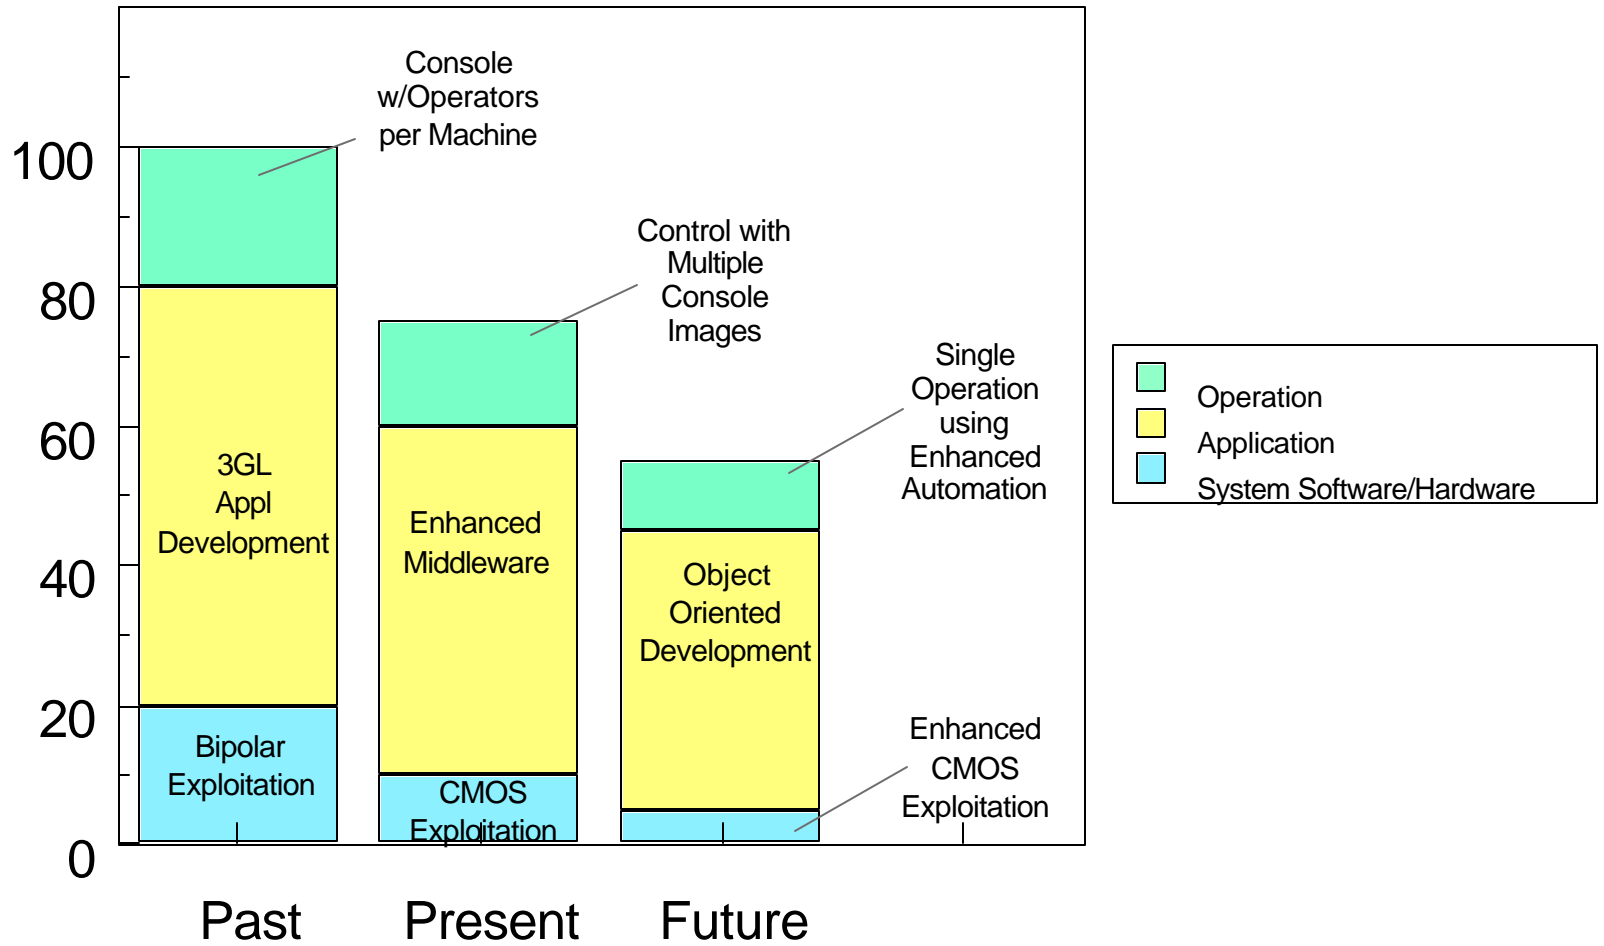 Console
w/Operators
per Machine
100
Control with
Multiple
Console
Images
80
Single
Operation
using
Enhanced
Automation
Operation
Application
System Software/Hardware
60
3GL
Appl
Development
Enhanced
Middleware
40
Object
Oriented
Development
20
Bipolar
Exploitation
CMOS
Exploitation
Enhanced
CMOS
Exploitation
0
Past
Present
Future